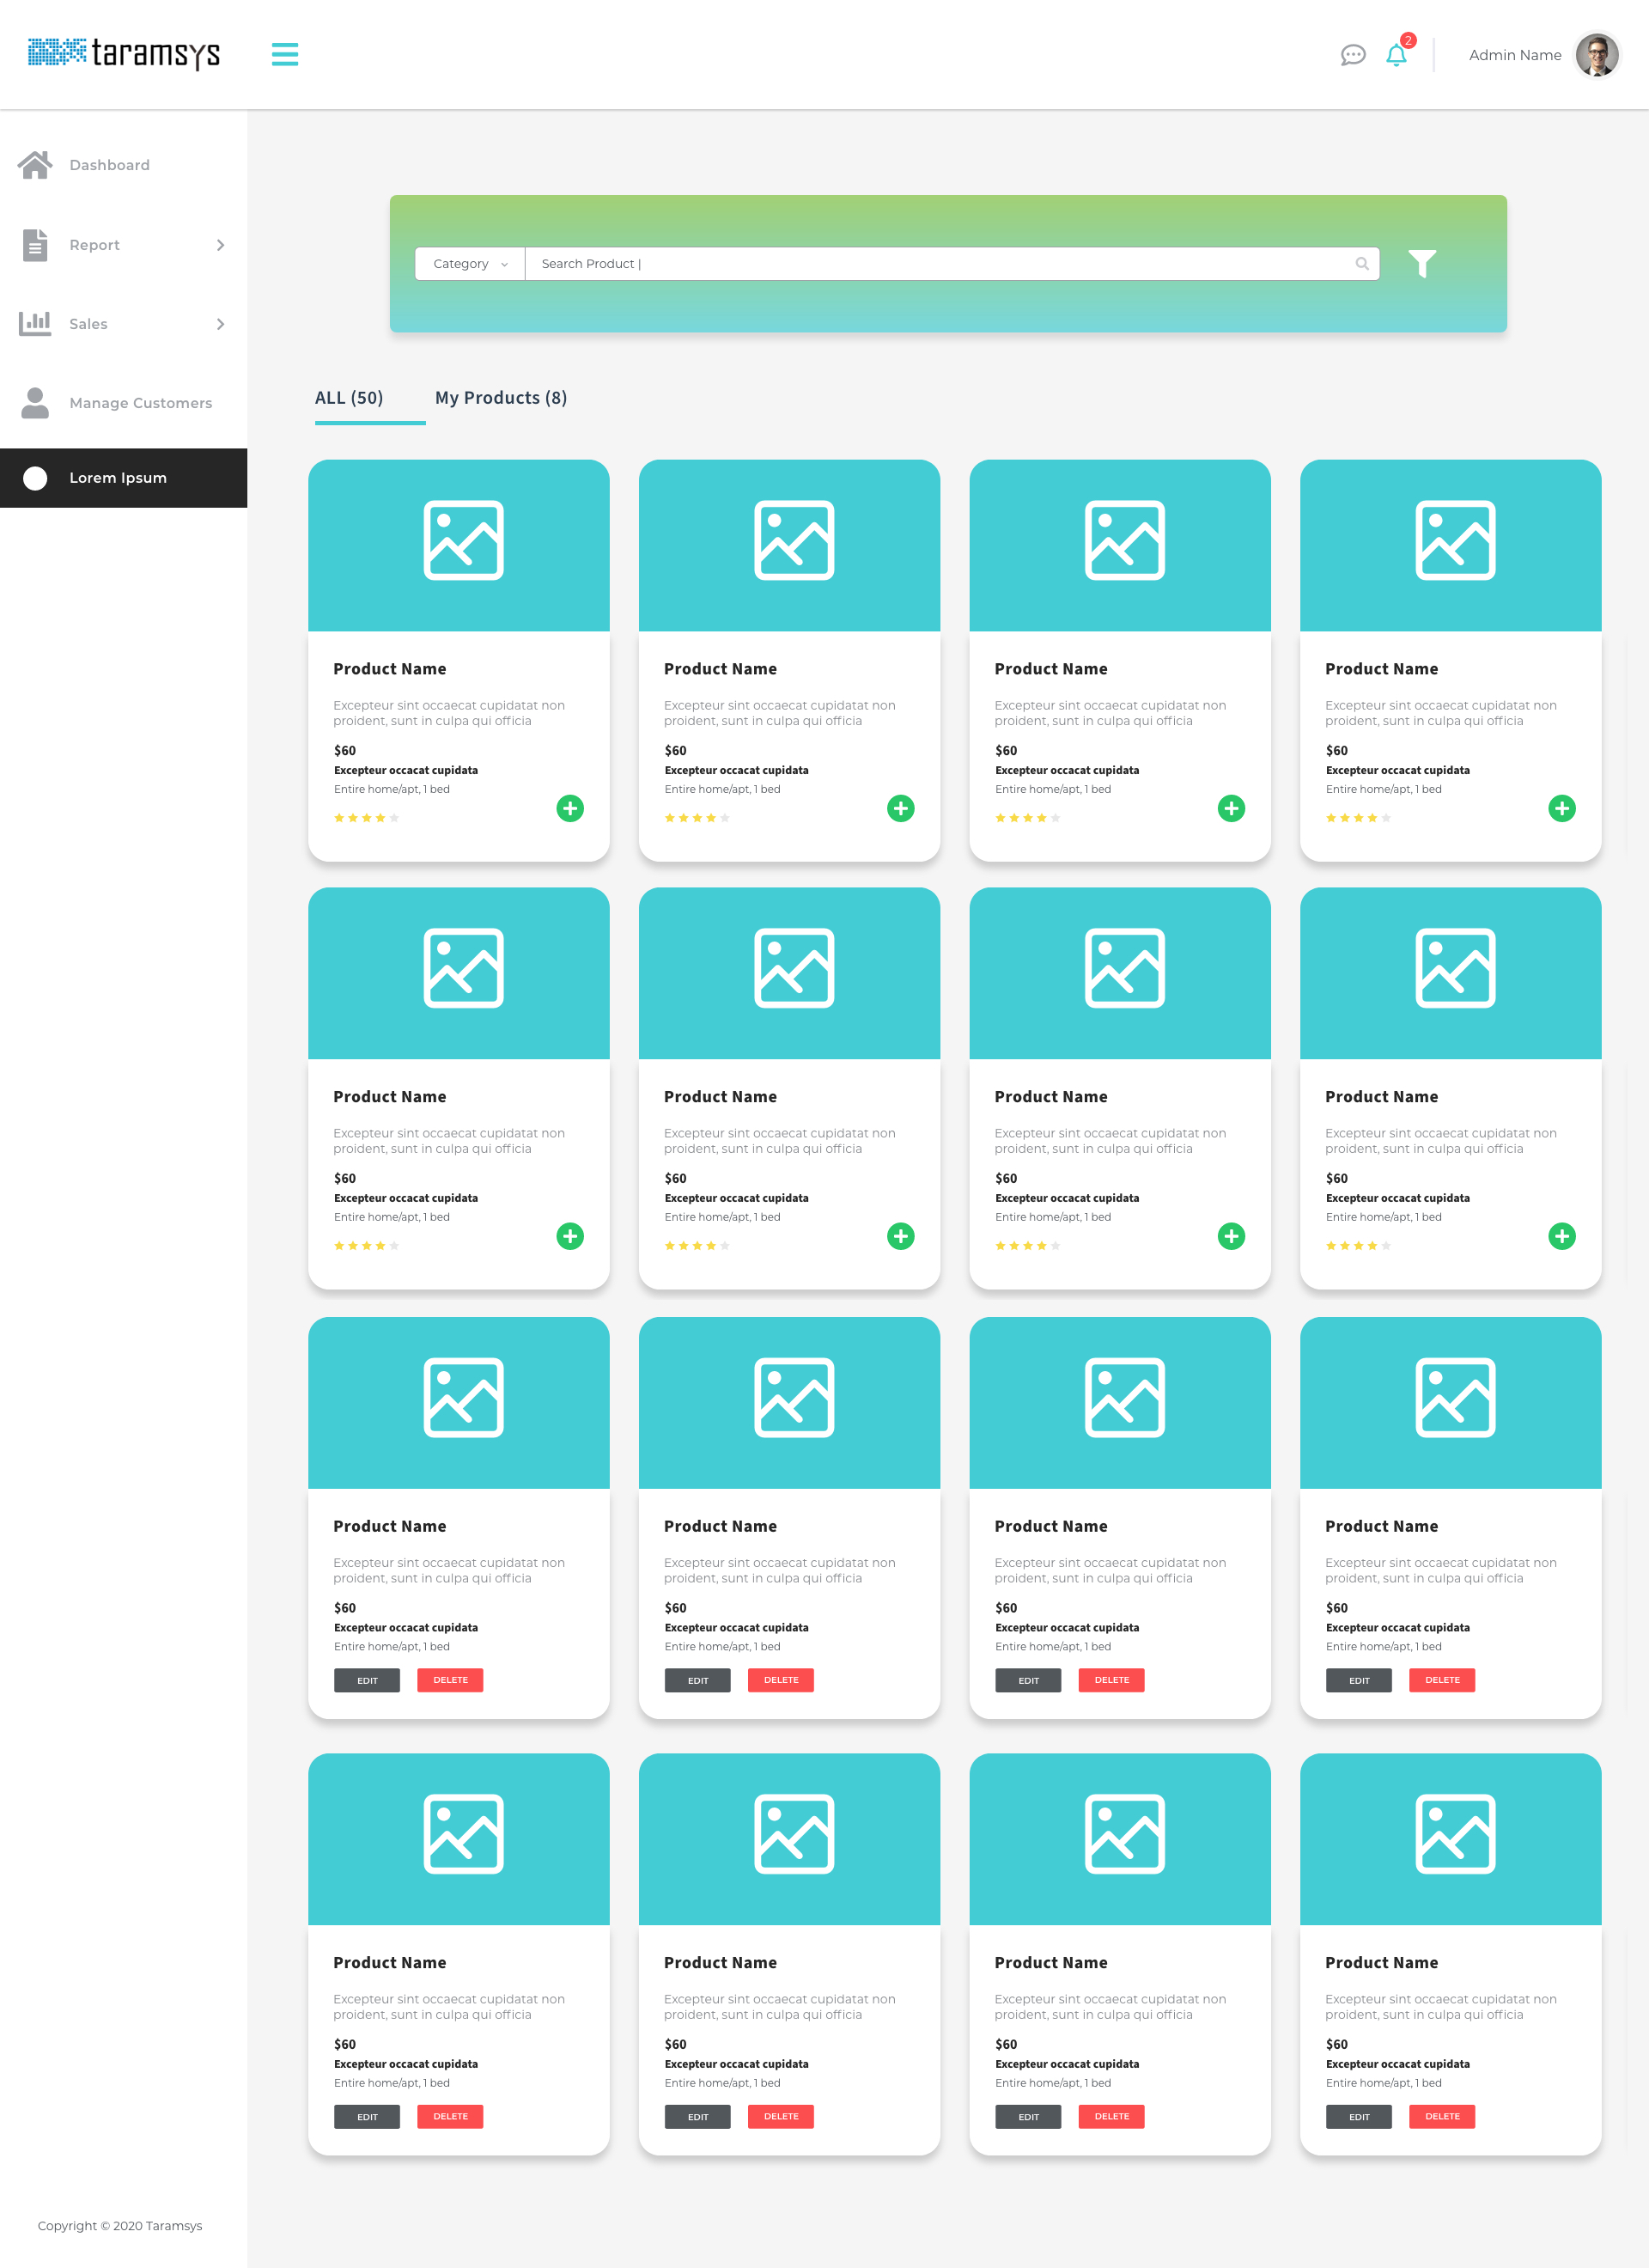 taramsys
2
Admin Name
Dashboard
Report
Sales
Manage Customers
Lorem Ipsum
Category
Search Product |
ALL (50)
My Products (8)
Product Name
Excepteur sint occaecat cupidatat non
proident, sunt in culpa qui officia
$60
Excepteur occacat cupidata
Entire home/apt, 1 bed
Product Name
Excepteur sint occaecat cupidatat non
proident, sunt in culpa qui officia
$60
Excepteur occacat cupidata
Entire home/apt, 1 bed
Product Name
Excepteur sint occaecat cupidatat non
proident, sunt in culpa qui officia
$60
Excepteur occacat cupidata
Entire home/apt, 1 bed
Product Name
Excepteur sint occaecat cupidatat non
proident, sunt in culpa qui officia
$60
Excepteur occacat cupidata
Entire home/apt, 1 bed
Product Name
Excepteur sint occaecat cupidatat non
proident, sunt in culpa qui officia
$60
Excepteur occacat cupidata
Entire home/apt, 1 bed
Product Name
Excepteur sint occaecat cupidatat non
proident, sunt in culpa qui officia
$60
Excepteur occacat cupidata
Entire home/apt, 1 bed
Product Name
Excepteur sint occaecat cupidatat non
proident, sunt in culpa qui officia
$60
Excepteur occacat cupidata
Entire home/apt, 1 bed
Product Name
Excepteur sint occaecat cupidatat non
proident, sunt in culpa qui officia
$60
Excepteur occacat cupidata
Entire home/apt, 1 bed
Product Name
Excepteur sint occaecat cupidatat non
proident, sunt in culpa qui officia
$60
Excepteur occacat cupidata
Entire home/apt, 1 bed
EDIT DELETE
Product Name
Excepteur sint occaecat cupidatat non
proident, sunt in culpa qui officia
$60
Excepteur occacat cupidata
Entire home/apt, 1 bed
EDIT DELETE
Product Name
Excepteur sint occaecat cupidatat non
proident, sunt in culpa qui officia
$60
Excepteur occacat cupidata
Entire home/apt, 1 bed
EDIT DELETE
Product Name
Excepteur sint occaecat cupidatat non
proident, sunt in culpa qui officia
$60
Excepteur occacat cupidata
Entire home/apt, 1 bed
EDIT DELETE
Product Name
Excepteur sint occaecat cupidatat non
proident, sunt in culpa qui officia
$60
Excepteur occacat cupidata
Entire home/apt, 1 bed
EDIT DELETE
Product Name
Excepteur sint occaecat cupidatat non
proident, sunt in culpa qui officia
$60
Excepteur occacat cupidata
Entire home/apt, 1 bed
EDIT DELETE
Product Name
Excepteur sint occaecat cupidatat non
proident, sunt in culpa qui officia
$60
Excepteur occacat cupidata
Entire home/apt, 1 bed
EDIT DELETE
Product Name
Excepteur sint occaecat cupidatat non
proident, sunt in culpa qui officia
$60
Excepteur occacat cupidata
Entire home/apt, 1 bed
EDIT DELETE
Copyright © 2020 Taramsys